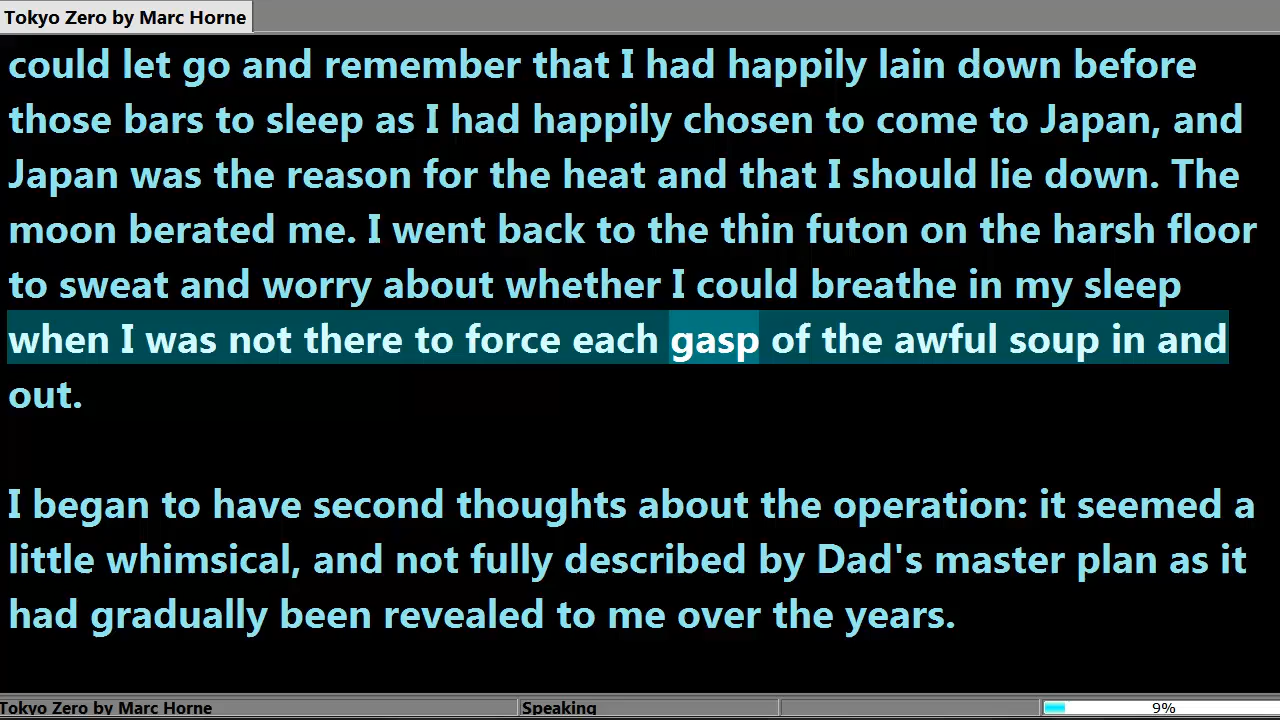 Tokyo Zero by Marc Horne
could let go and remember that I had happily lain down before
those bars to sleep as I had happily chosen to come to Japan, and
Japan was the reason for the heat and that I should lie down. The
moon berated me. I went back to the thin futon on the harsh floor
to sweat and worry about whether I could breathe in my sleep
when I was not there to force each gasp of the awful soup in and
out.
I began to have second thoughts about the operation: it seemed a
little whimsical, and not fully described by Dad's master plan as it
had gradually been revealed to me over the years.
Tokyo Zero by Marc Horne Speaking 9%